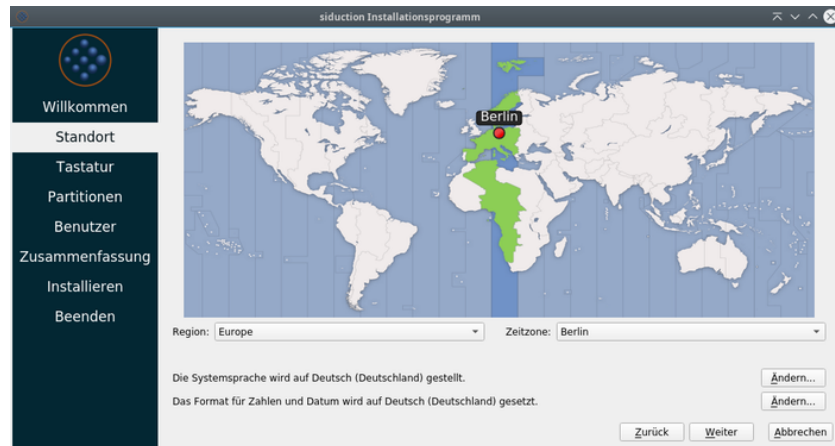 siduction Installationsprogramm
Willkommen
Standort
Tastatur
Partitionen
Benutzer
Zusammenfassung
Installieren
Beenden
Berlin
Region: Europe Zeitzone: Berlin
Die Systemsprache wird auf Deutsch (Deutschland) gestellt. Ändern...
Das Format für Zahlen und Datum wird auf Deutsch (Deutschland) gesetzt. Ändern...
Zurück Weiter Abbrechen